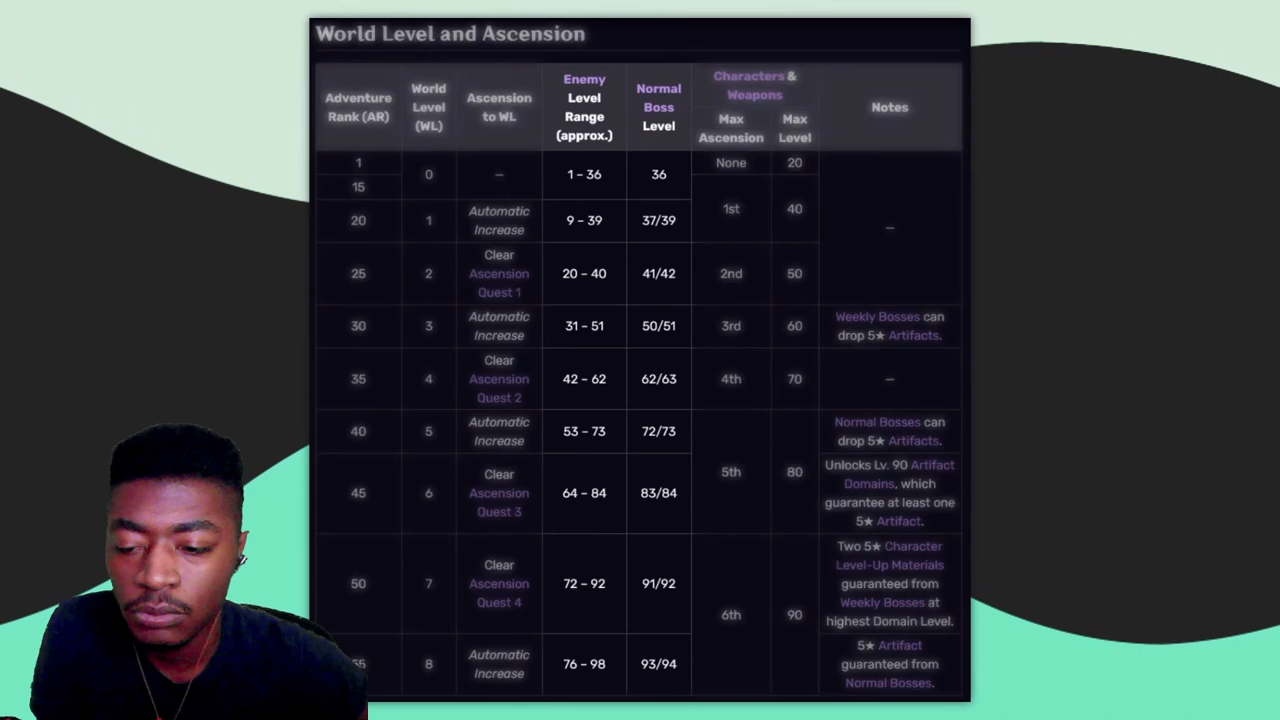 World Level and Ascension
Adventure Rank (AR) | World Level (WL) | Ascension to WL | Enemy Level Range (approx.) | Normal Boss Level | Characters & Weapons | Notes
Max Ascension | Max Level
1 | 0 | — | 1 – 36 | 36 | None | 20 | —
15 | 1st | 40
20 | 1 | Automatic Increase | 9 – 39 | 37/39
25 | 2 | Clear Ascension Quest 1 | 20 – 40 | 41/42 | 2nd | 50
30 | 3 | Automatic Increase | 31 – 51 | 50/51 | 3rd | 60 | Weekly Bosses can drop 5★ Artifacts.
35 | 4 | Clear Ascension Quest 2 | 42 – 62 | 62/63 | 4th | 70 | —
40 | 5 | Automatic Increase | 53 – 73 | 72/73 | 5th | 80 | Normal Bosses can drop 5★ Artifacts.
45 | 6 | Clear Ascension Quest 3 | 64 – 84 | 83/84 | Unlocks Lv. 90 Artifact Domains, which guarantee at least one 5★ Artifact.
50 | 7 | Clear Ascension Quest 4 | 72 – 92 | 91/92 | 6th | 90 | Two 5★ Character Level-Up Materials guaranteed from Weekly Bosses at highest Domain Level.
55 | 8 | Automatic Increase | 76 – 98 | 93/94 | 5★ Artifact guaranteed from Normal Bosses.